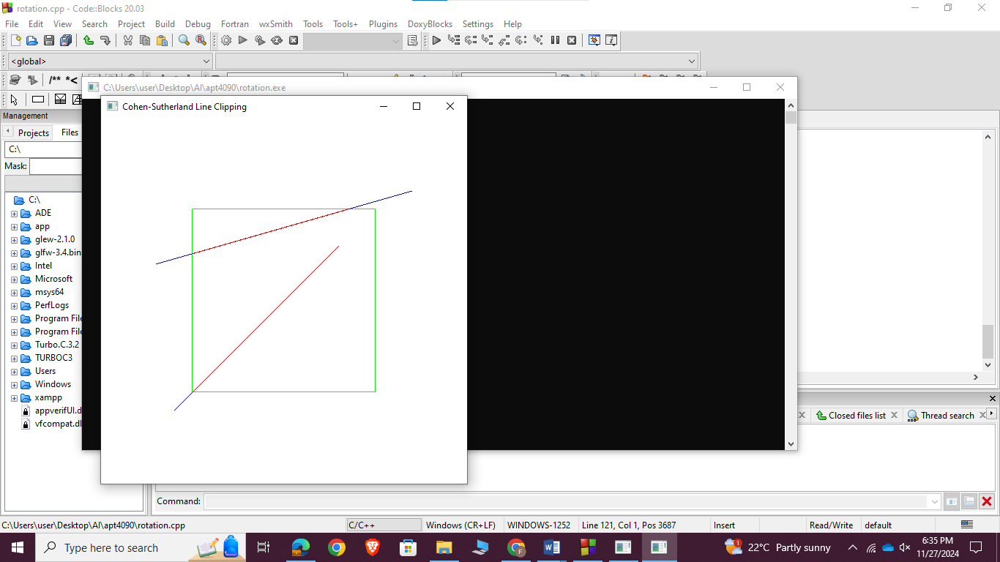 rotation.cpp - Code::Blocks 20.03
File Edit View Search Project Build Debug Fortran wxSmith Tools Tools+ Plugins DoxyBlocks Settings Help
<global>
/** *<
C:\Users\user\Desktop\AI\apt4090\rotation.exe
Cohen-Sutherland Line Clipping
Management
Projects Files
C:\
Mask:
C:\
ADE
app
glew-2.1.0
glfw-3.4.bin
Intel
Microsoft
msys64
PerfLogs
Program File
Program File
Turbo.C.3.2
TURBOC3
Users
Windows
xampp
appverifUI.d
vfcompat.dl
Closed files list Thread search
Command:
C:\Users\user\Desktop\AI\apt4090\rotation.cpp C/C++ Windows (CR+LF) WINDOWS-1252 Line 121, Col 1, Pos 3687 Insert Read/Write default
Type here to search 1 22°C Partly sunny 6:35 PM
11/27/2024